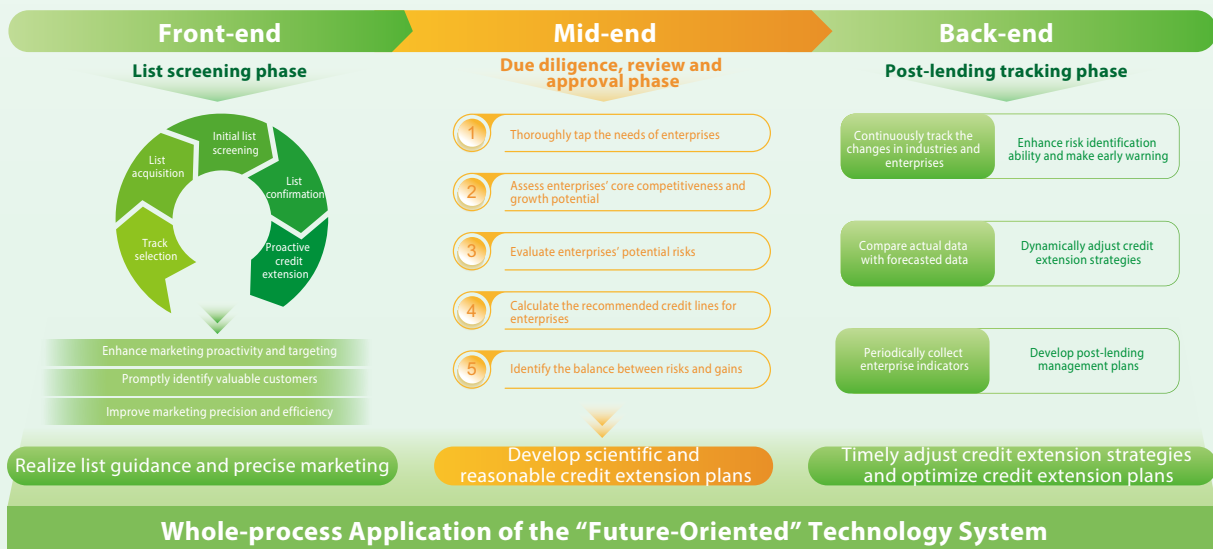 Front-end
Mid-end
Back-end
List screening phase
Due diligence, review and
approval phase
Post-lending tracking phase
Track
selection
List
acquisition
Initial list
screening
List
confirmation
Proactive
credit
extension
Enhance marketing proactivity and targeting
Promptly identify valuable customers
Improve marketing precision and efficiency
Realize list guidance and precise marketing
1
Thoroughly tap the needs of enterprises
2
Assess enterprises’ core competitiveness and
growth potential
3
Evaluate enterprises’ potential risks
4
Calculate the recommended credit lines for
enterprises
5
Identify the balance between risks and gains
Develop scientific and
reasonable credit extension plans
Continuously track the
changes in industries and
enterprises
Enhance risk identification
ability and make early warning
Compare actual data
with forecasted data
Dynamically adjust credit
extension strategies
Periodically collect
enterprise indicators
Develop post-lending
management plans
Timely adjust credit extension strategies
and optimize credit extension plans
Whole-process Application of the “Future-Oriented” Technology System